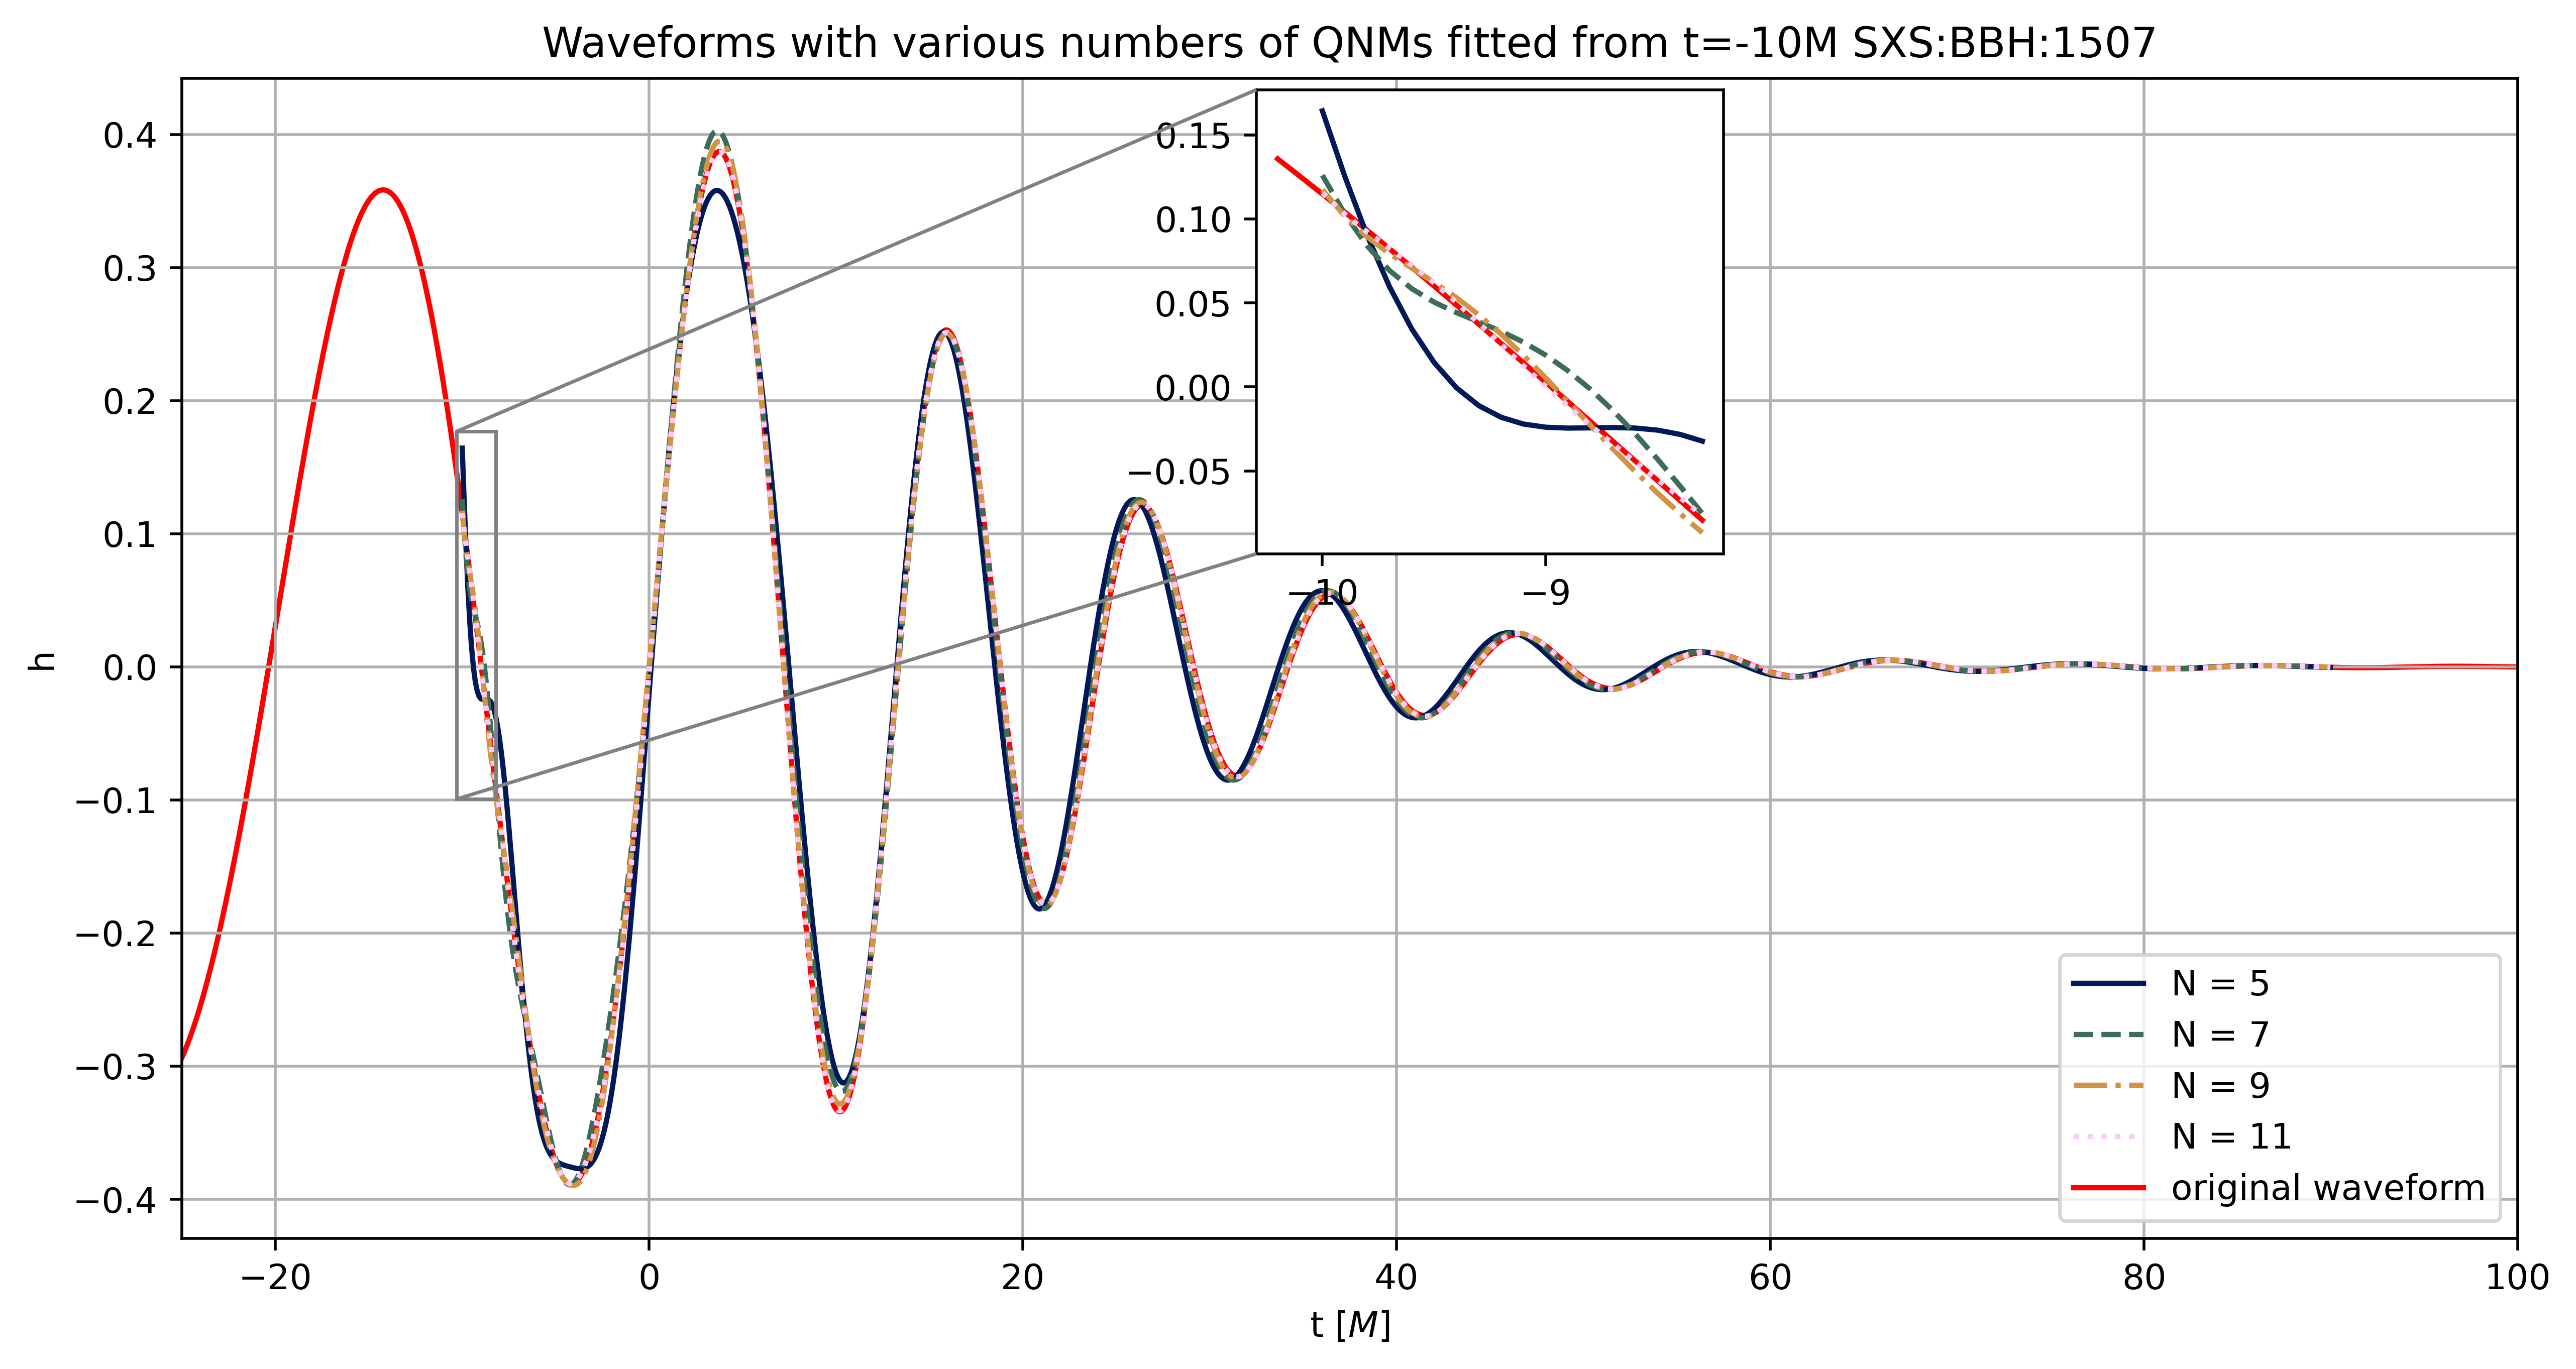 Waveforms with various numbers of QNMs fitted from t=-10M SXS:BBH:1507
0.4
0.3
0.2
0.1
0.0
−0.1
−0.2
−0.3
−0.4
h
0.15
0.10
0.05
0.00
−0.05
−10 −9
N = 5
N = 7
N = 9
N = 11
original waveform
−20 0 20 40 60 80 100
t [M]